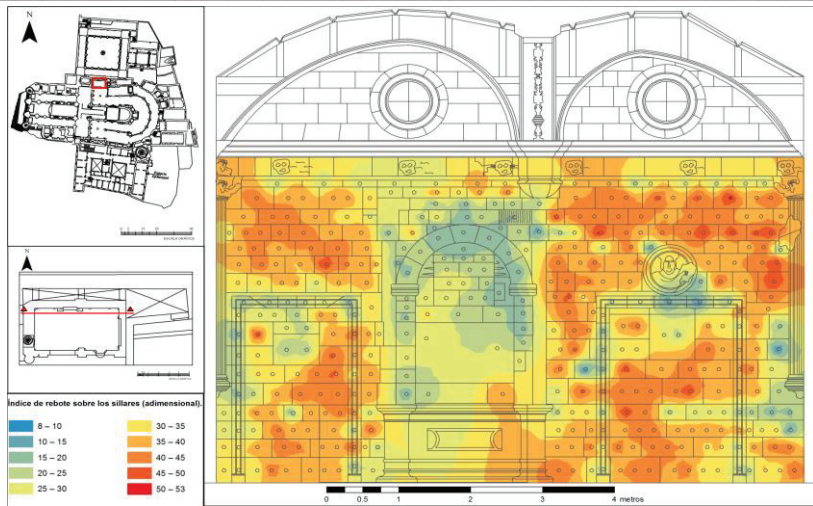 N
N
Índice de rebote sobre los sillares (adimensional).
8 – 10
10 – 15
15 – 20
20 – 25
25 – 30
30 – 35
35 – 40
40 – 45
45 – 50
50 – 53
0 0.5 1 2 3 4 metros